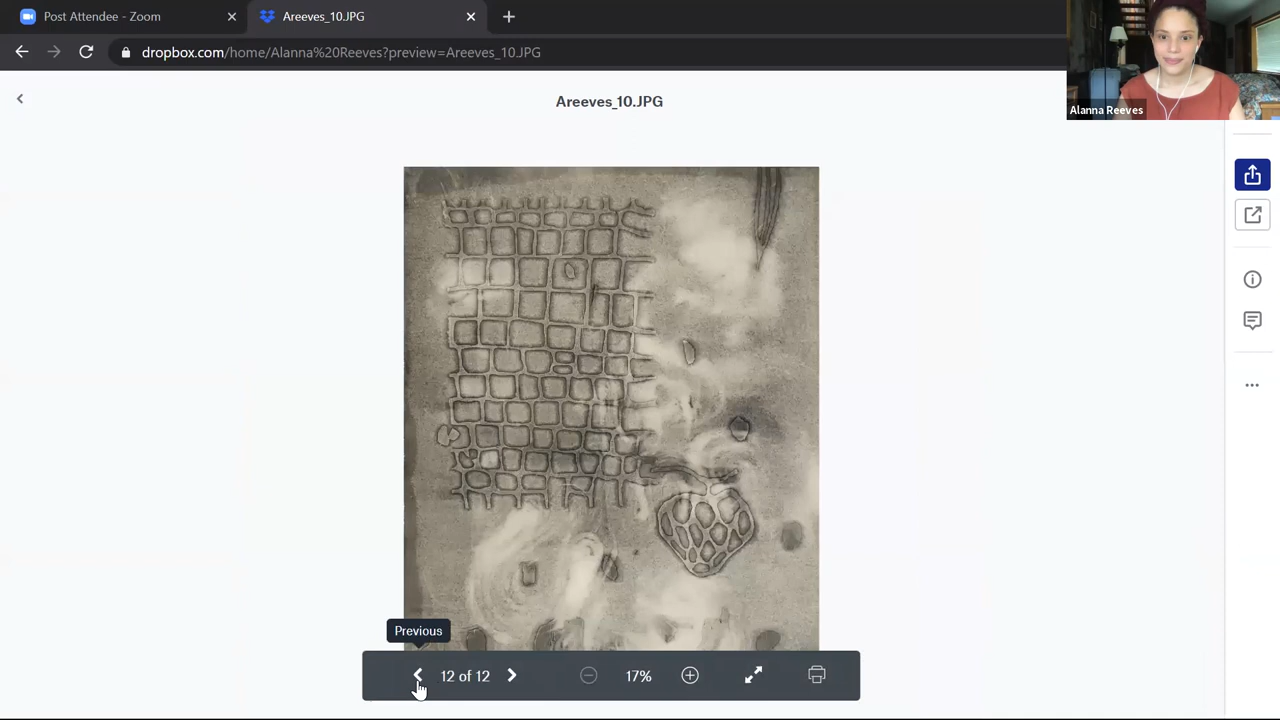 Post Attendee - Zoom
Areeves_10.JPG
dropbox.com/home/Alanna%20Reeves?preview=Areeves_10.JPG
Alanna Reeves
Areeves_10.JPG
Previous
12 of 12
17%